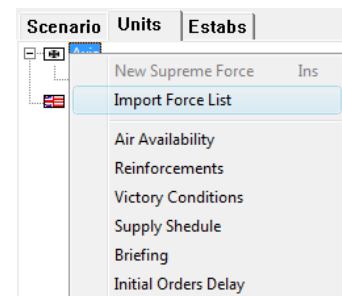 Scenario Units Estabs
Axis
New Supreme Force Ins
Import Force List
Air Availability
Reinforcements
Victory Conditions
Supply Shedule
Briefing
Initial Orders Delay